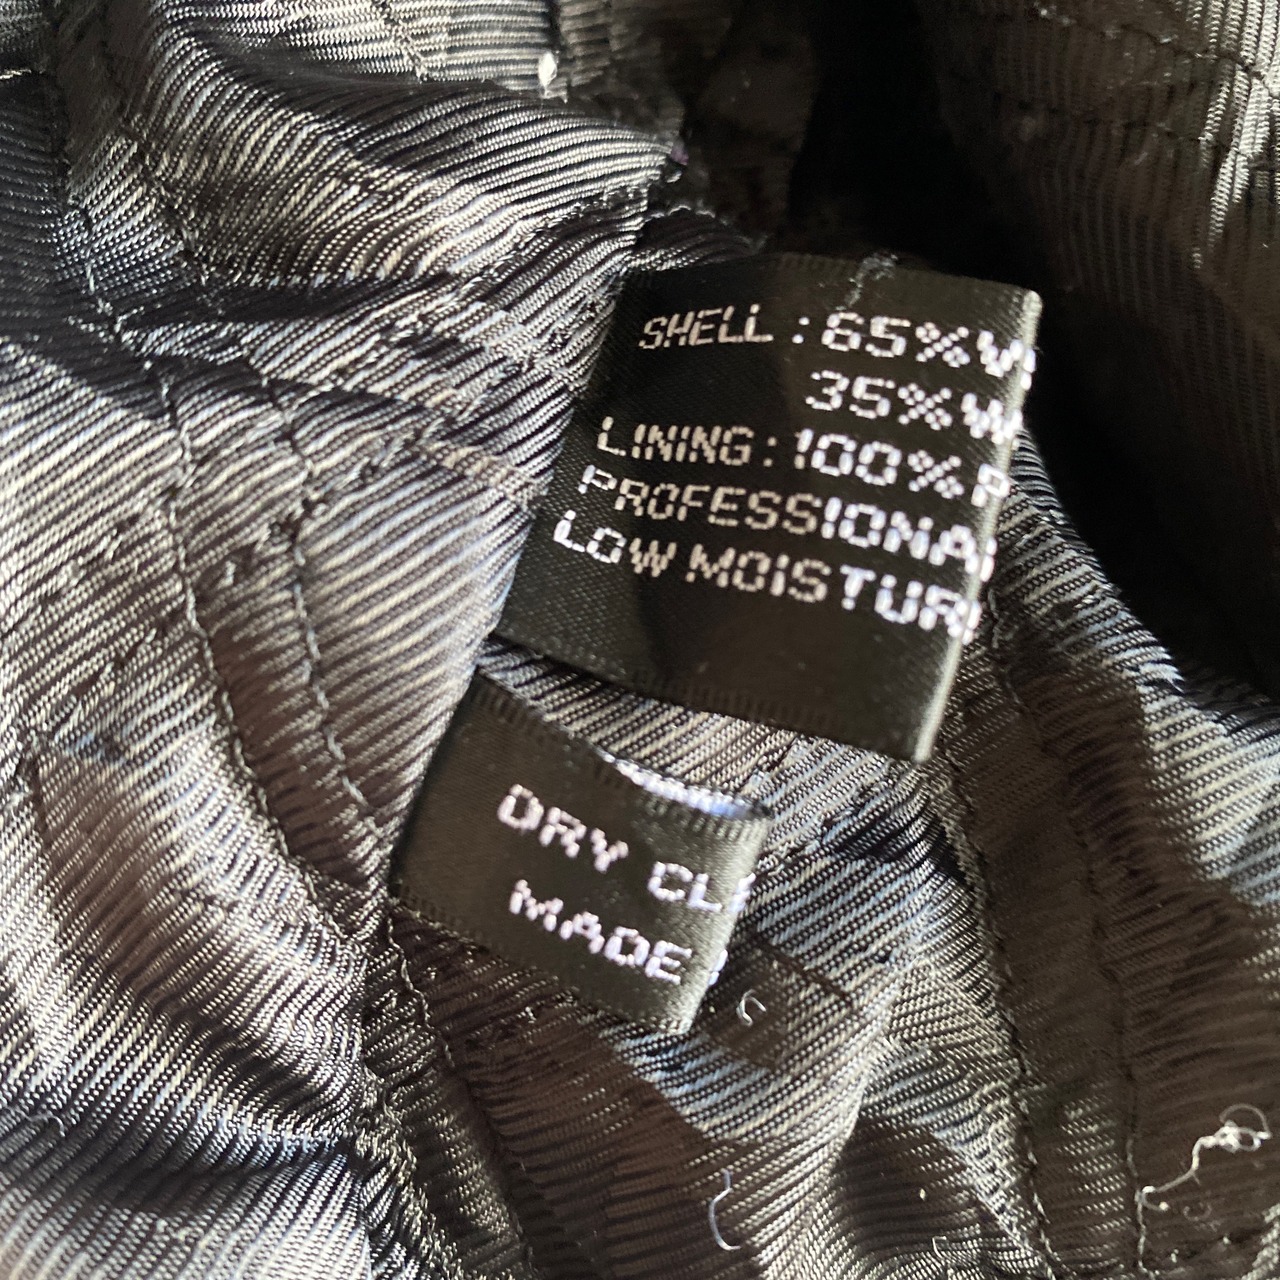 SHELL : 65%
35%
LINING : 100%
PROFESSIONA
LOW MOISTUR
DRY CL
MADE